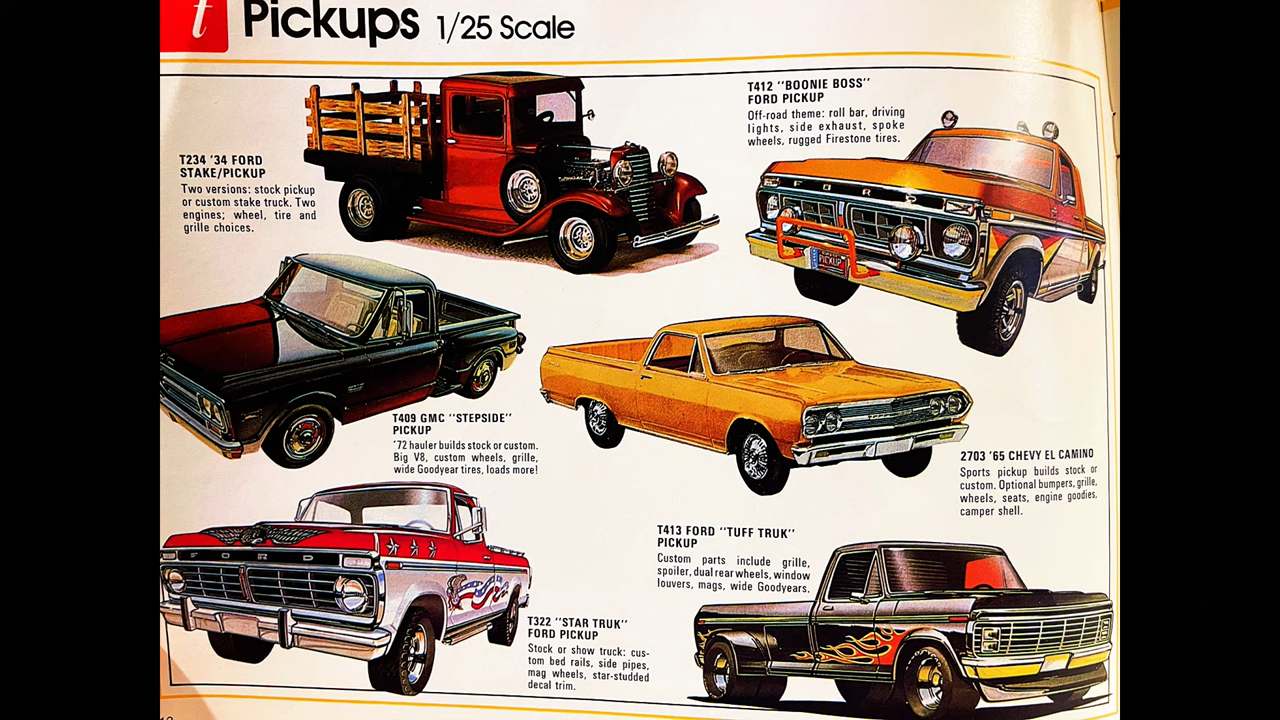 t Pickups 1/25 Scale
T234 '34 FORD
STAKE/PICKUP
Two versions: stock pickup
or custom stake truck. Two
engines; wheel, tire and
grille choices.
T412 "BOONIE BOSS"
FORD PICKUP
Off-road theme: roll bar, driving
lights, side exhaust, spoke
wheels, rugged Firestone tires.
FORD
PICKUP
T409 GMC "STEPSIDE"
PICKUP
'72 hauler builds stock or custom.
Big V8, custom wheels, grille,
wide Goodyear tires, loads more!
2703 '65 CHEVY EL CAMINO
Sports pickup builds stock or
custom. Optional bumpers, grille,
wheels, seats, engine goodies,
camper shell.
FORD
T322 "STAR TRUK"
FORD PICKUP
Stock or show truck: cus-
tom bed rails, side pipes,
mag wheels, star-studded
decal trim.
T413 FORD "TUFF TRUK"
PICKUP
Custom parts include grille,
spoiler, dual rear wheels, window
louvers, mags, wide Goodyears.